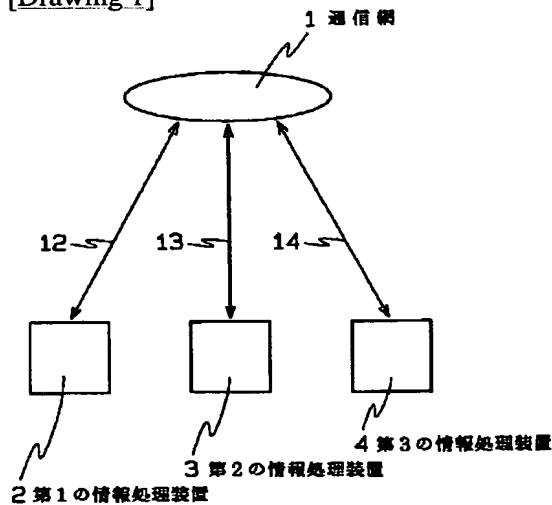 [Drawing 1]
1 通信網
12
13
14
4 第3の情報処理装置
3 第2の情報処理装置
2 第1の情報処理装置